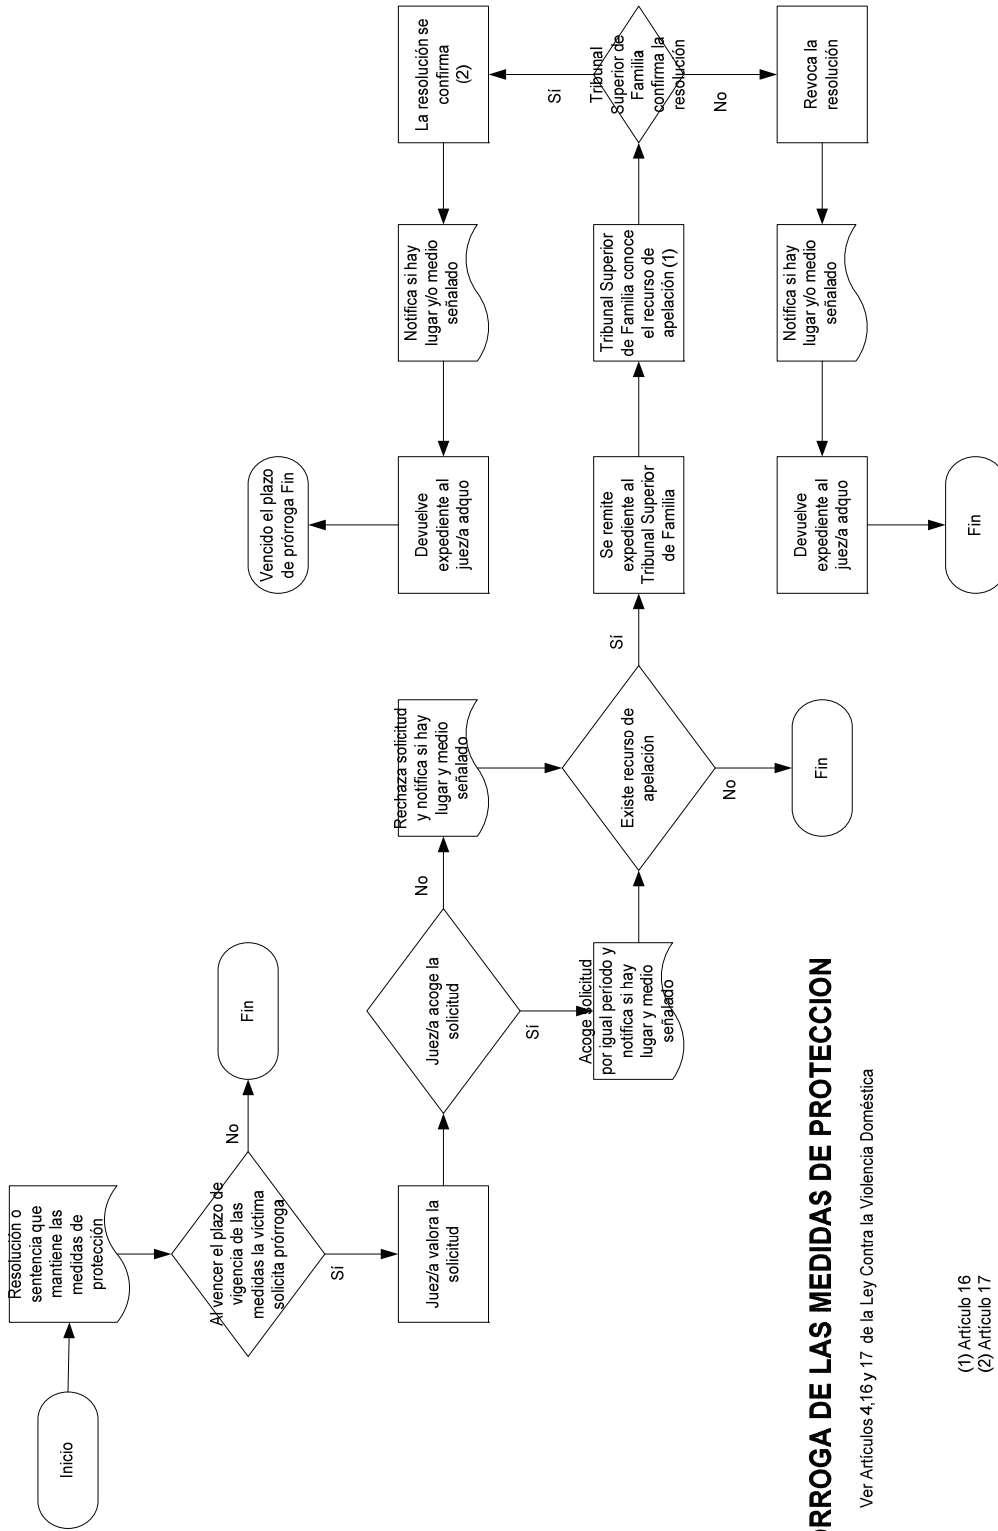 Inicio
Resolución o
sentencia que
mantiene las
medidas de
protección
Al vencer el plazo de
vigencia de las
medidas la víctima
solicita prórroga
No
Fin
Sí
Juez/a valora la
solicitud
Juez/a acoge la
solicitud
No
Rechaza solicitud
y notifica si hay
lugar y medio
señalado
Sí
Acoge solicitud
por igual período y
notifica si hay
lugar y medio
señalado
Existe recurso de
apelación
No
Fin
Sí
Se remite
expediente al
Tribunal Superior
de Familia
Tribunal Superior
de Familia conoce
el recurso de
apelación (1)
Tribunal
Superior de
Familia
confirma la
resolución
Sí
La resolución se
confirma
(2)
Notifica si hay
lugar y/o medio
señalado
Devuelve
expediente al
juez/a adquo
Vencido el plazo
de prórroga Fin
No
Revoca la
resolución
Notifica si hay
lugar y/o medio
señalado
Devuelve
expediente al
juez/a adquo
Fin
ORROGA DE LAS MEDIDAS DE PROTECCION
Ver Artículos 4,16 y 17 de la Ley Contra la Violencia Doméstica
(1) Artículo 16
(2) Artículo 17